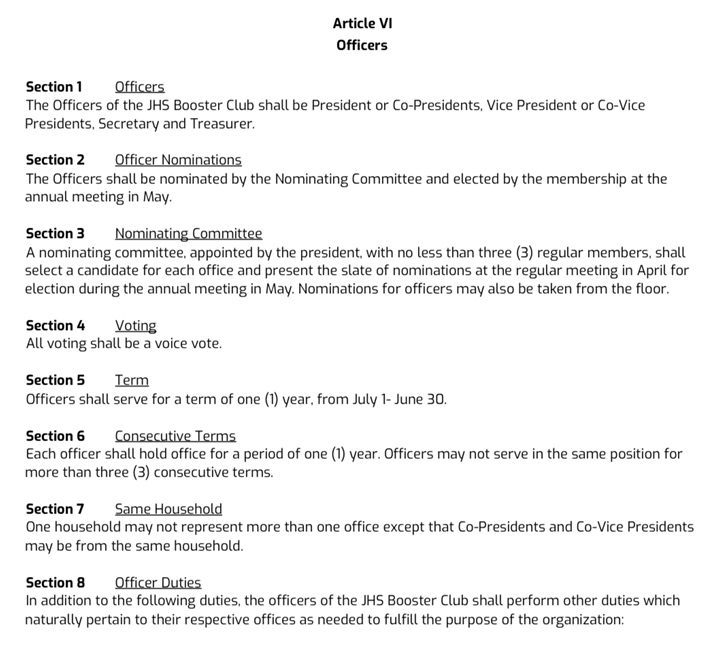 Article VI
Officers
Section 1 Officers
The Officers of the JHS Booster Club shall be President or Co-Presidents, Vice President or Co-Vice
Presidents, Secretary and Treasurer.
Section 2 Officer Nominations
The Officers shall be nominated by the Nominating Committee and elected by the membership at the
annual meeting in May.
Section 3 Nominating Committee
A nominating committee, appointed by the president, with no less than three (3) regular members, shall
select a candidate for each office and present the slate of nominations at the regular meeting in April for
election during the annual meeting in May. Nominations for officers may also be taken from the floor.
Section 4 Voting
All voting shall be a voice vote.
Section 5 Term
Officers shall serve for a term of one (1) year, from July 1- June 30.
Section 6 Consecutive Terms
Each officer shall hold office for a period of one (1) year. Officers may not serve in the same position for
more than three (3) consecutive terms.
Section 7 Same Household
One household may not represent more than one office except that Co-Presidents and Co-Vice Presidents
may be from the same household.
Section 8 Officer Duties
In addition to the following duties, the officers of the JHS Booster Club shall perform other duties which
naturally pertain to their respective offices as needed to fulfill the purpose of the organization: